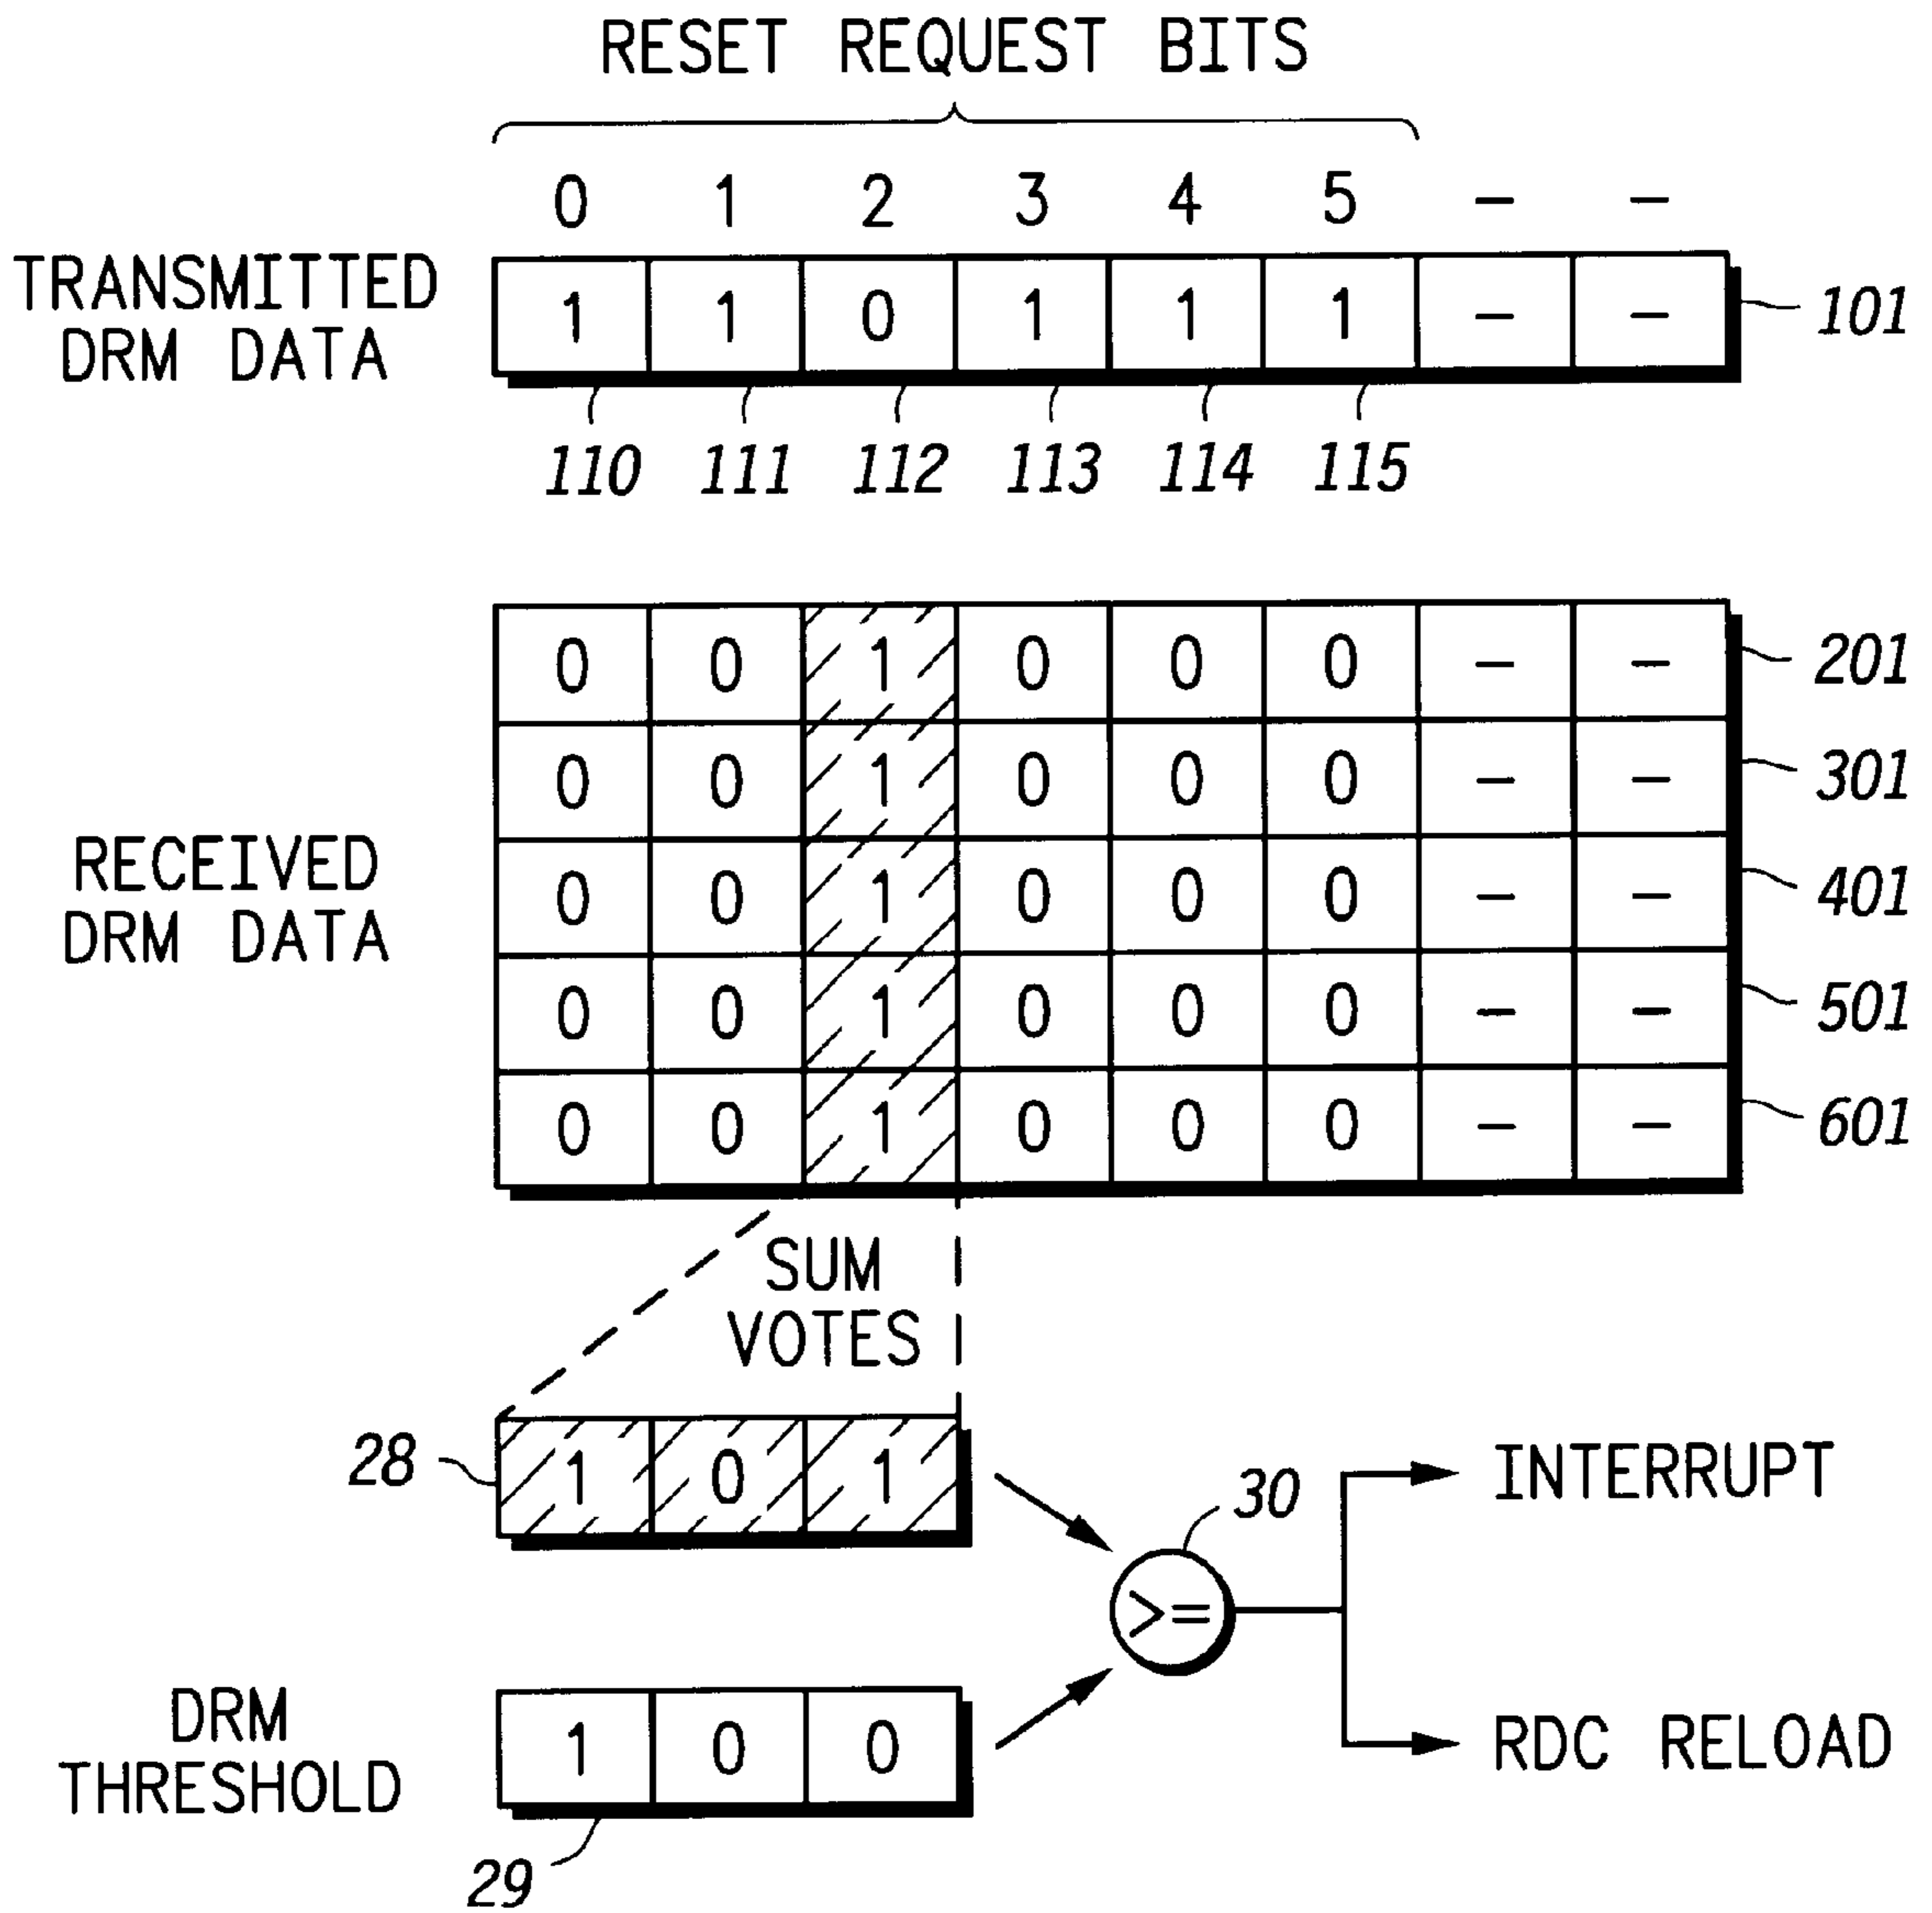 RESET REQUEST BITS
0 1 2 3 4 5 – –
TRANSMITTED
DRM DATA
1 1 0 1 1 1 – –
101
110 111 112 113 114 115
0 0 1 0 0 0 – – 201
0 0 1 0 0 0 – – 301
RECEIVED
DRM DATA
0 0 1 0 0 0 – – 401
0 0 1 0 0 0 – – 501
0 0 1 0 0 0 – – 601
SUM
VOTES
28
1 0 1
30
>=
INTERRUPT
RDC RELOAD
DRM
THRESHOLD
1 0 0
29